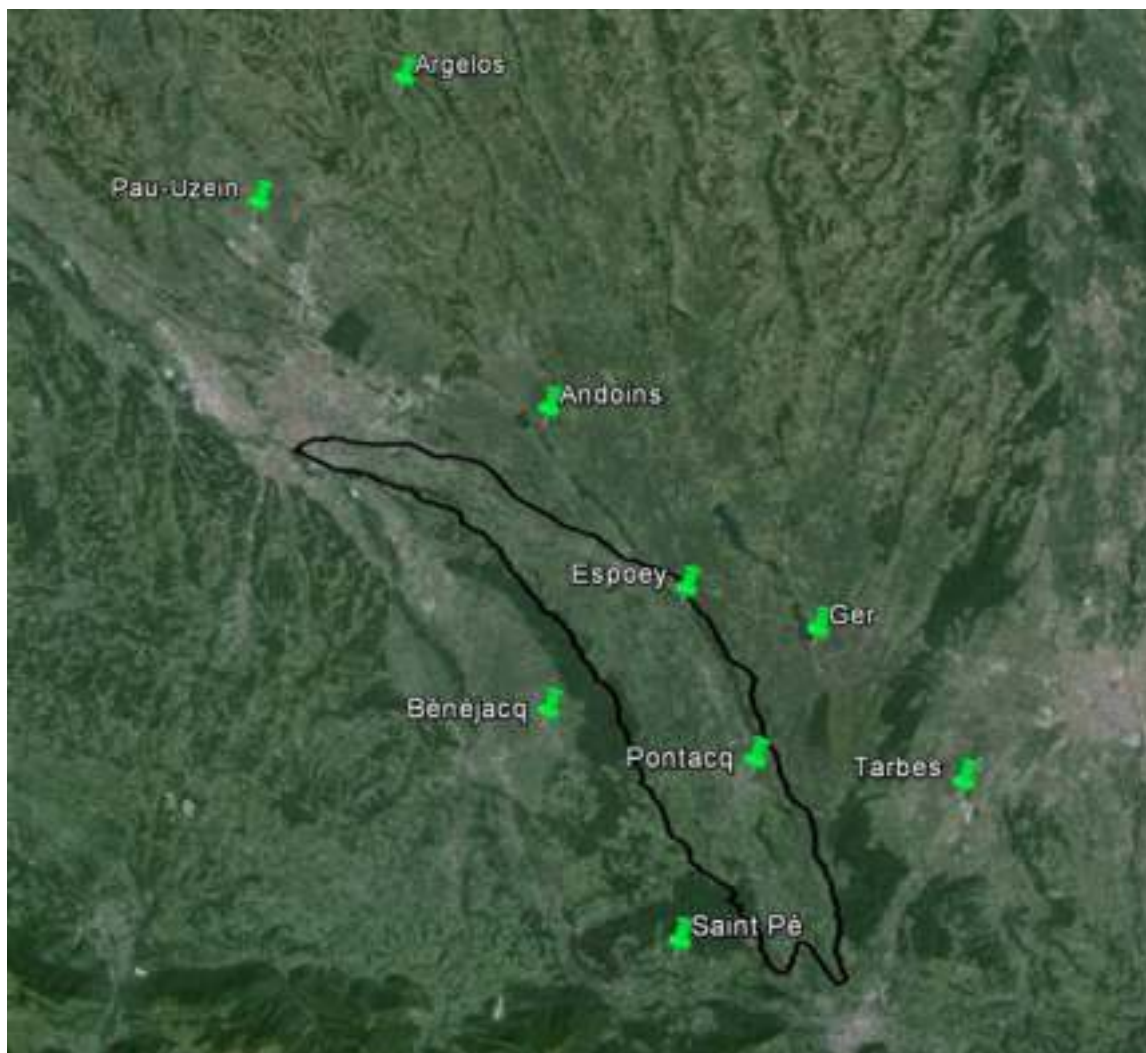 Argelos
Pau-Uzein
Andoins
Espoey
Ger
Bénéjacq
Pontacq
Tarbes
Saint Pé